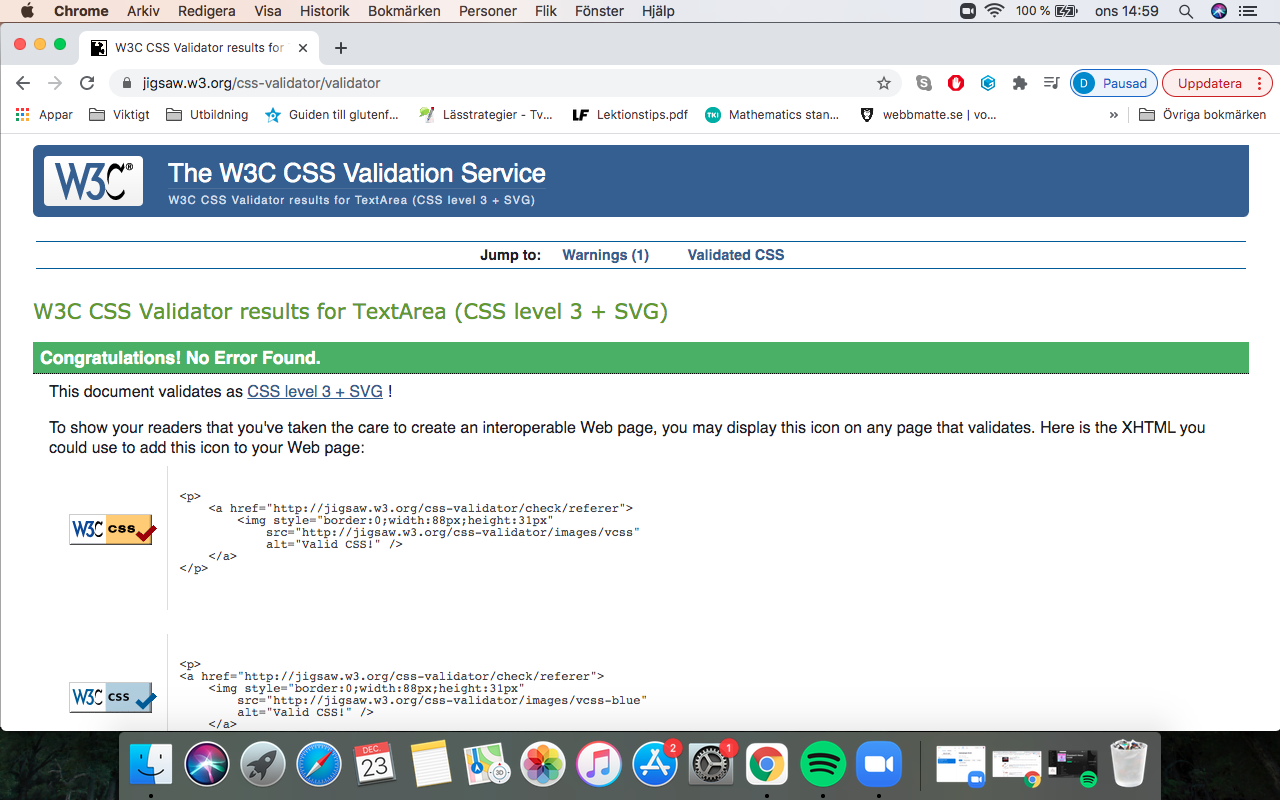 Chrome Arkiv Redigera Visa Historik Bokmärken Personer Flik Fönster Hjälp 100 % ons 14:59
W3C CSS Validator results for
jigsaw.w3.org/css-validator/validator D Pausad Uppdatera
Appar Viktigt Utbildning Guiden till glutenf... Lässtrategier - Tv... LF Lektionstips.pdf TKI Mathematics stan... webbmatte.se | vo... » Övriga bokmärken
W3C® The W3C CSS Validation Service
W3C CSS Validator results for TextArea (CSS level 3 + SVG)
Jump to: Warnings (1) Validated CSS
W3C CSS Validator results for TextArea (CSS level 3 + SVG)
Congratulations! No Error Found.
This document validates as CSS level 3 + SVG !
To show your readers that you've taken the care to create an interoperable Web page, you may display this icon on any page that validates. Here is the XHTML you
could use to add this icon to your Web page:
<p>
<a href="http://jigsaw.w3.org/css-validator/check/referer">
<img style="border:0;width:88px;height:31px"
W3C CSS
src="http://jigsaw.w3.org/css-validator/images/vcss"
alt="Valid CSS!" />
</a>
</p>
<p>
<a href="http://jigsaw.w3.org/css-validator/check/referer">
<img style="border:0;width:88px;height:31px"
W3C CSS
src="http://jigsaw.w3.org/css-validator/images/vcss-blue"
alt="Valid CSS!" />
</a>
DEC.
23
3D
2
1